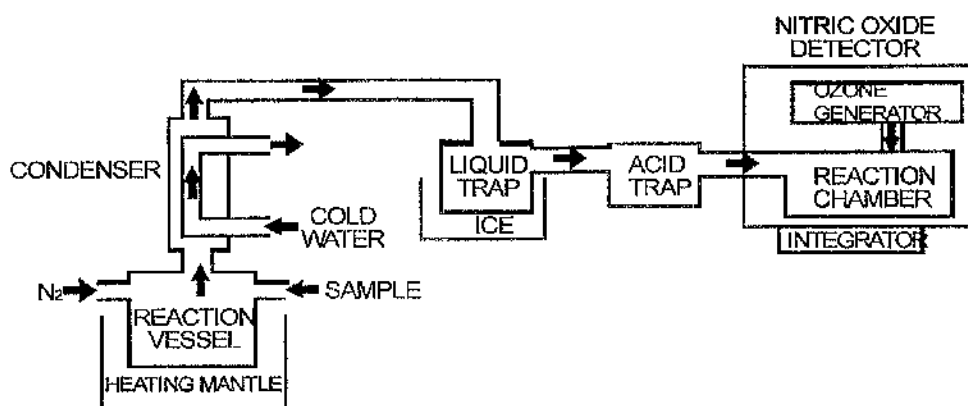 NITRIC OXIDE
DETECTOR
OZONE
GENERATOR
CONDENSER
LIQUID
TRAP
ACID
TRAP
REACTION
CHAMBER
COLD
WATER
ICE
INTEGRATOR
N2
SAMPLE
REACTION
VESSEL
HEATING MANTLE